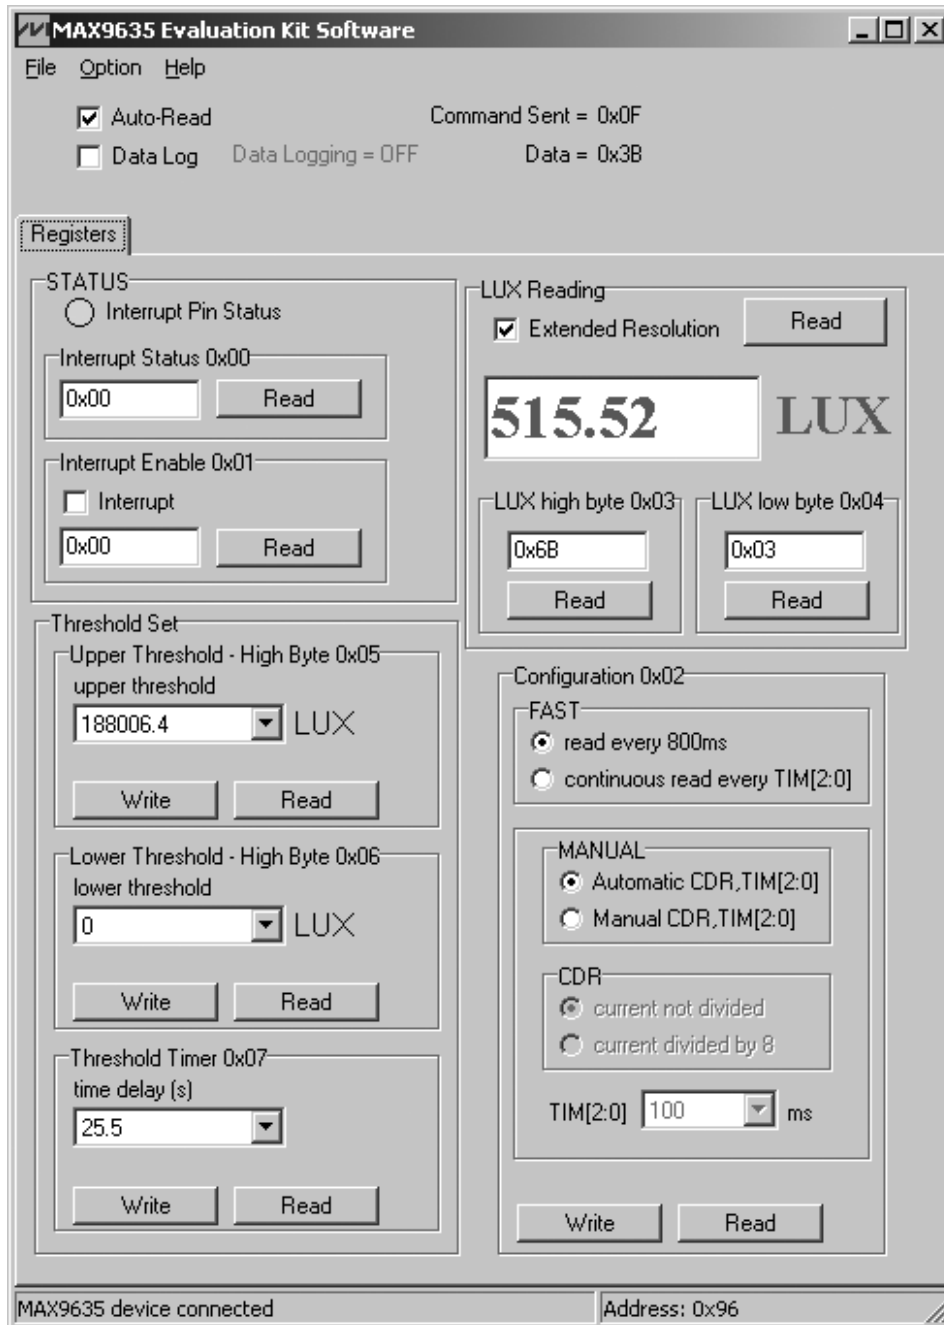 MAX9635 Evaluation Kit Software
File Option Help
Auto-Read
Command Sent = 0x0F
Data Log Data Logging = OFF
Data = 0x3B
Registers
STATUS
Interrupt Pin Status
Interrupt Status 0x00
0x00 Read
Interrupt Enable 0x01
Interrupt
0x00 Read
LUX Reading
Extended Resolution Read
515.52 LUX
LUX high byte 0x03
0x6B
Read
LUX low byte 0x04
0x03
Read
Threshold Set
Upper Threshold - High Byte 0x05
upper threshold
188006.4 LUX
Write Read
Lower Threshold - High Byte 0x06
lower threshold
0 LUX
Write Read
Threshold Timer 0x07
time delay (s)
25.5
Write Read
Configuration 0x02
FAST
read every 800ms
continuous read every TIM[2:0]
MANUAL
Automatic CDR,TIM[2:0]
Manual CDR,TIM[2:0]
CDR
current not divided
current divided by 8
TIM[2:0] 100 ms
Write Read
MAX9635 device connected
Address: 0x96